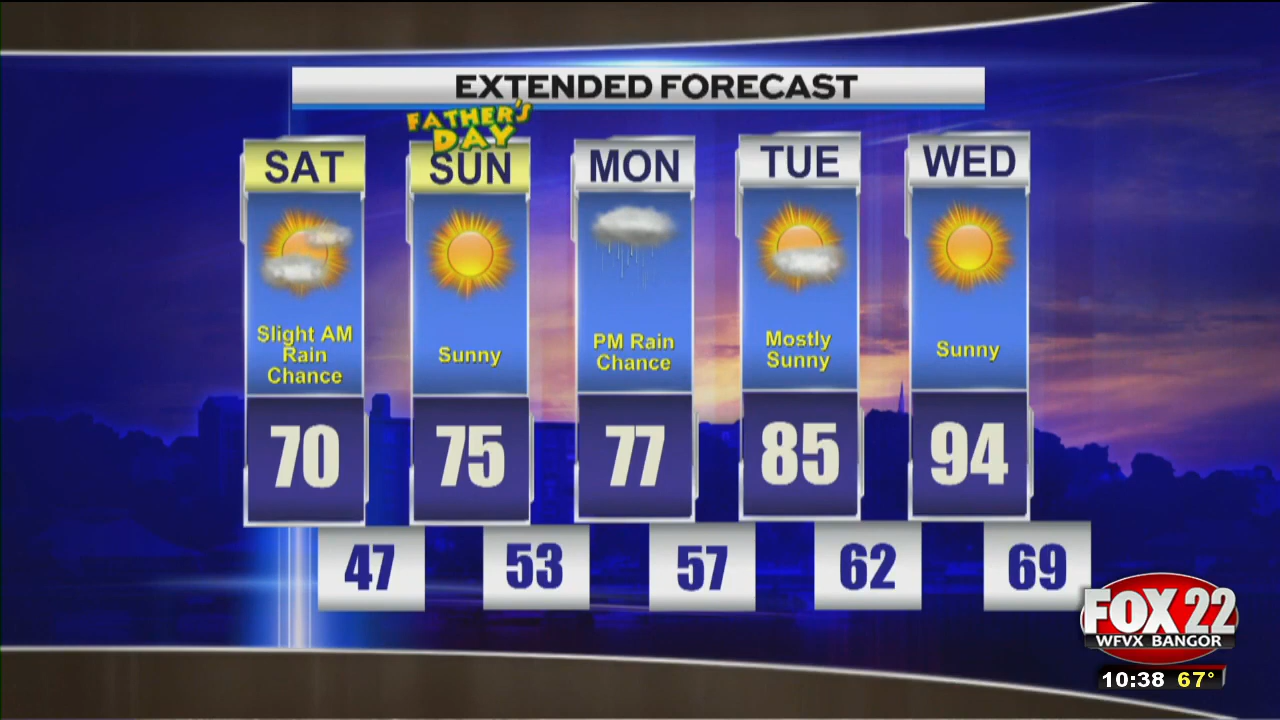 EXTENDED FORECAST
FATHER'S
DAY
SAT
SUN
MON
TUE
WED
Slight AM
Rain
Chance
Sunny
PM Rain
Chance
Mostly
Sunny
Sunny
70
75
77
85
94
47
53
57
62
69
FOX 22
WFVX BANGOR
10:38 67°